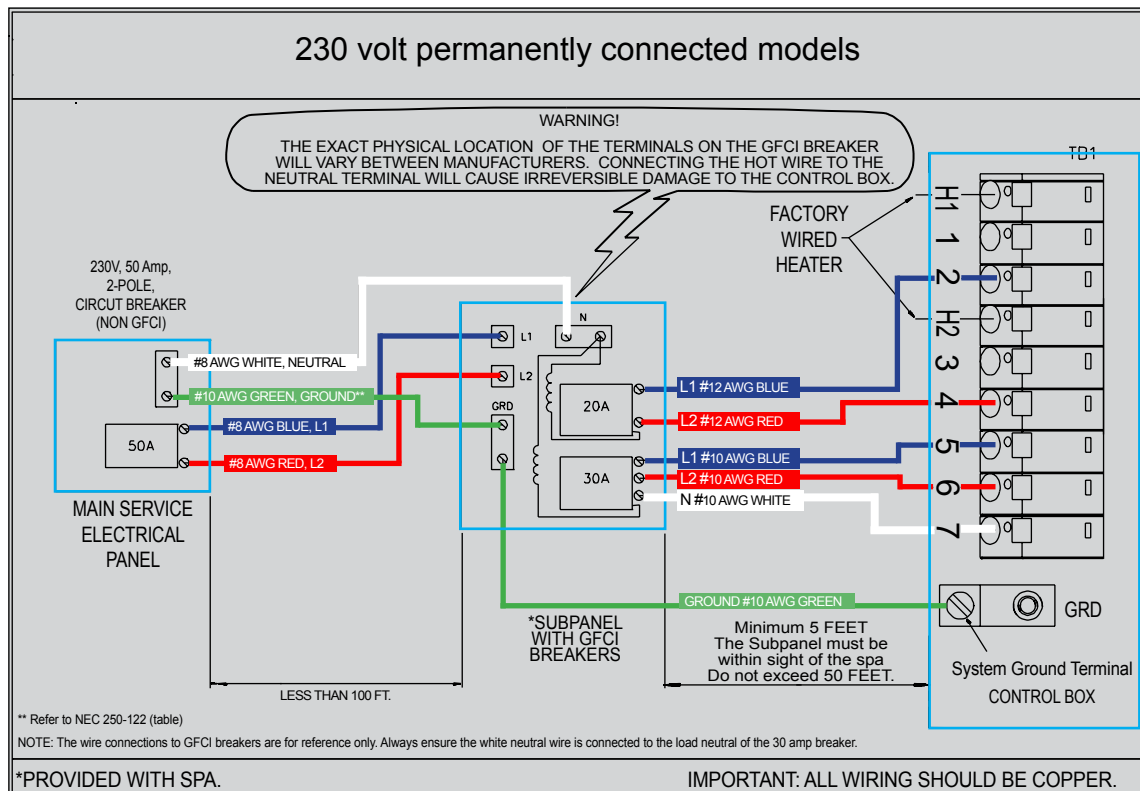 230 volt permanently connected models
WARNING!
THE EXACT PHYSICAL LOCATION OF THE TERMINALS ON THE GFCI BREAKER
WILL VARY BETWEEN MANUFACTURERS. CONNECTING THE HOT WIRE TO THE
NEUTRAL TERMINAL WILL CAUSE IRREVERSIBLE DAMAGE TO THE CONTROL BOX.
TB1
H1
1
2
H2
3
4
5
6
7
FACTORY
WIRED
HEATER
230V, 50 Amp,
2-POLE,
CIRCUT BREAKER
(NON GFCI)
#8 AWG WHITE, NEUTRAL
#10 AWG GREEN, GROUND**
#8 AWG BLUE, L1
#8 AWG RED, L2
50A
MAIN SERVICE
ELECTRICAL
PANEL
N
L1
L2
GRD
20A
30A
L1 #12 AWG BLUE
L2 #12 AWG RED
L1 #10 AWG BLUE
L2 #10 AWG RED
N #10 AWG WHITE
GROUND #10 AWG GREEN
*SUBPANEL
WITH GFCI
BREAKERS
Minimum 5 FEET
The Subpanel must be
within sight of the spa
Do not exceed 50 FEET.
GRD
System Ground Terminal
CONTROL BOX
LESS THAN 100 FT.
** Refer to NEC 250-122 (table)
NOTE: The wire connections to GFCI breakers are for reference only. Always ensure the white neutral wire is connected to the load neutral of the 30 amp breaker.
*PROVIDED WITH SPA.
IMPORTANT: ALL WIRING SHOULD BE COPPER.